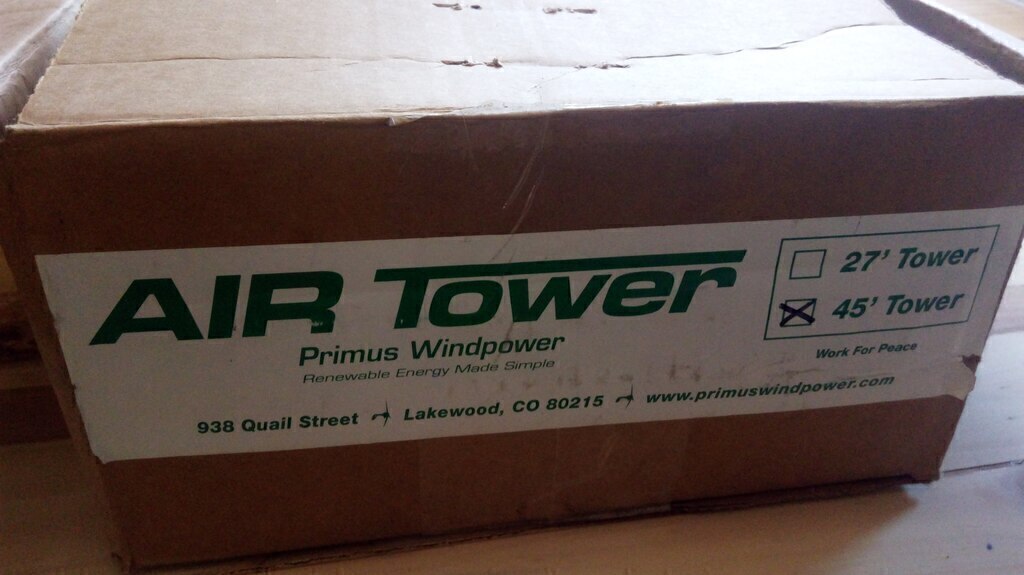 AIR Tower
Primus Windpower
Renewable Energy Made Simple
938 Quail Street Lakewood, CO 80215 www.primuswindpower.com
27' Tower
45' Tower
Work For Peace